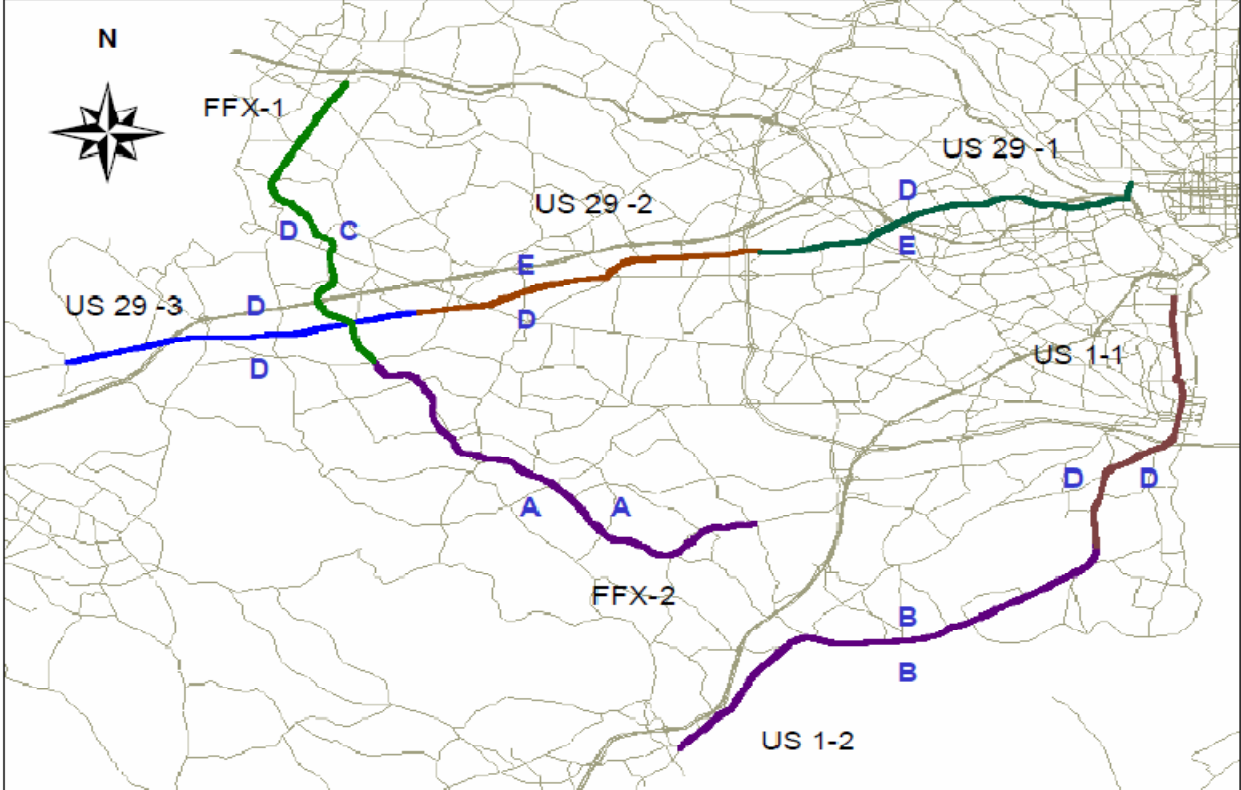 N
FFX-1
US 29 -1
D
US 29 -2
D C
E
E
US 29 -3
D
D
US 1-1
D
D D
A A
FFX-2
B
B
US 1-2